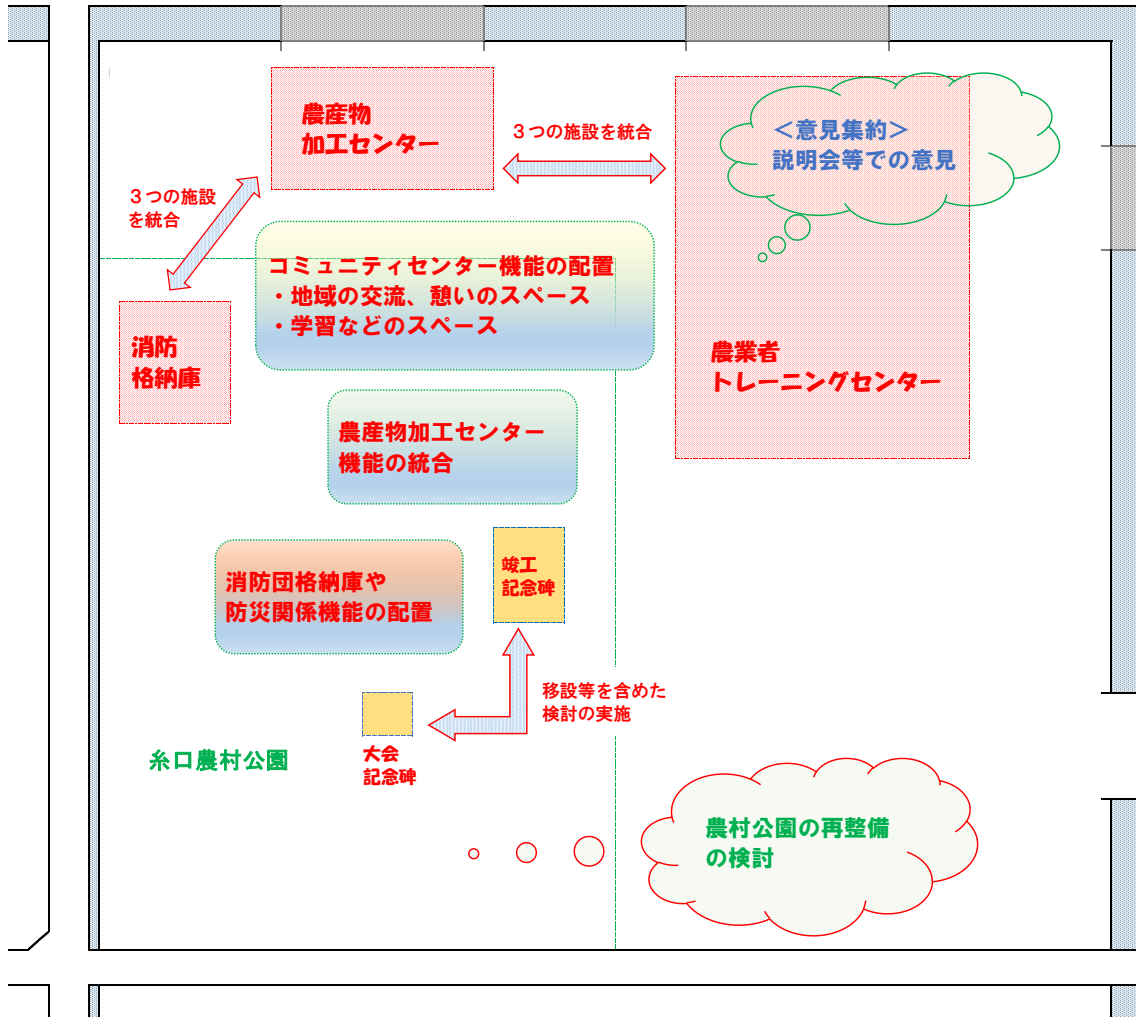 農産物
加工センター
3つの施設を統合
<意見集約>
説明会等での意見
3つの施設
を統合
コミュニティセンター機能の配置
・地域の交流、憩いのスペース
・学習などのスペース
消防
格納庫
農業者
トレーニングセンター
農産物加工センター
機能の統合
竣工
記念碑
消防団格納庫や
防災関係機能の配置
移設等を含めた
検討の実施
糸口農村公園
大会
記念碑
農村公園の再整備
の検討